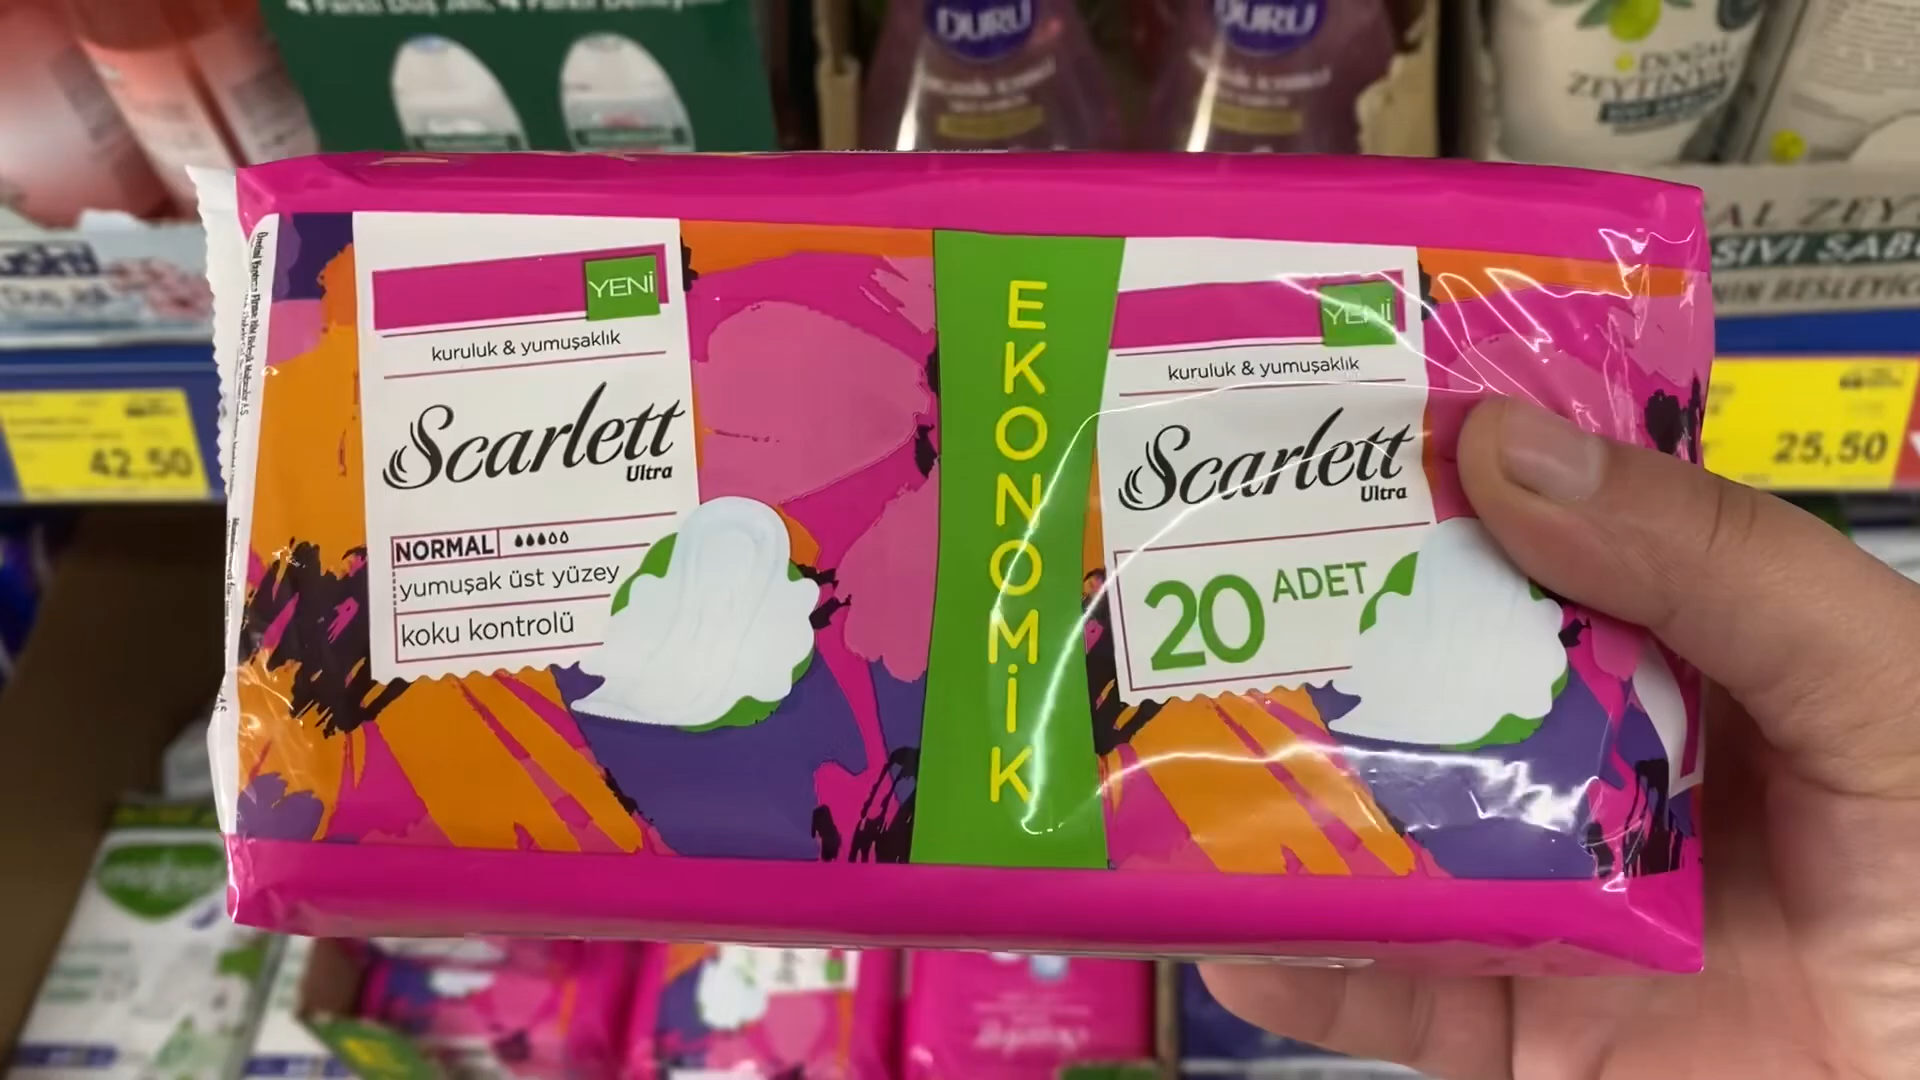 DURU
DURU
DOĞAL
42,50
25,50
YENİ
kuruluk & yumuşaklık
Scarlett
Ultra
NORMAL
yumuşak üst yüzey
koku kontrolü
EKONOMİK
YENİ
kuruluk & yumuşaklık
Scarlett
Ultra
20 ADET